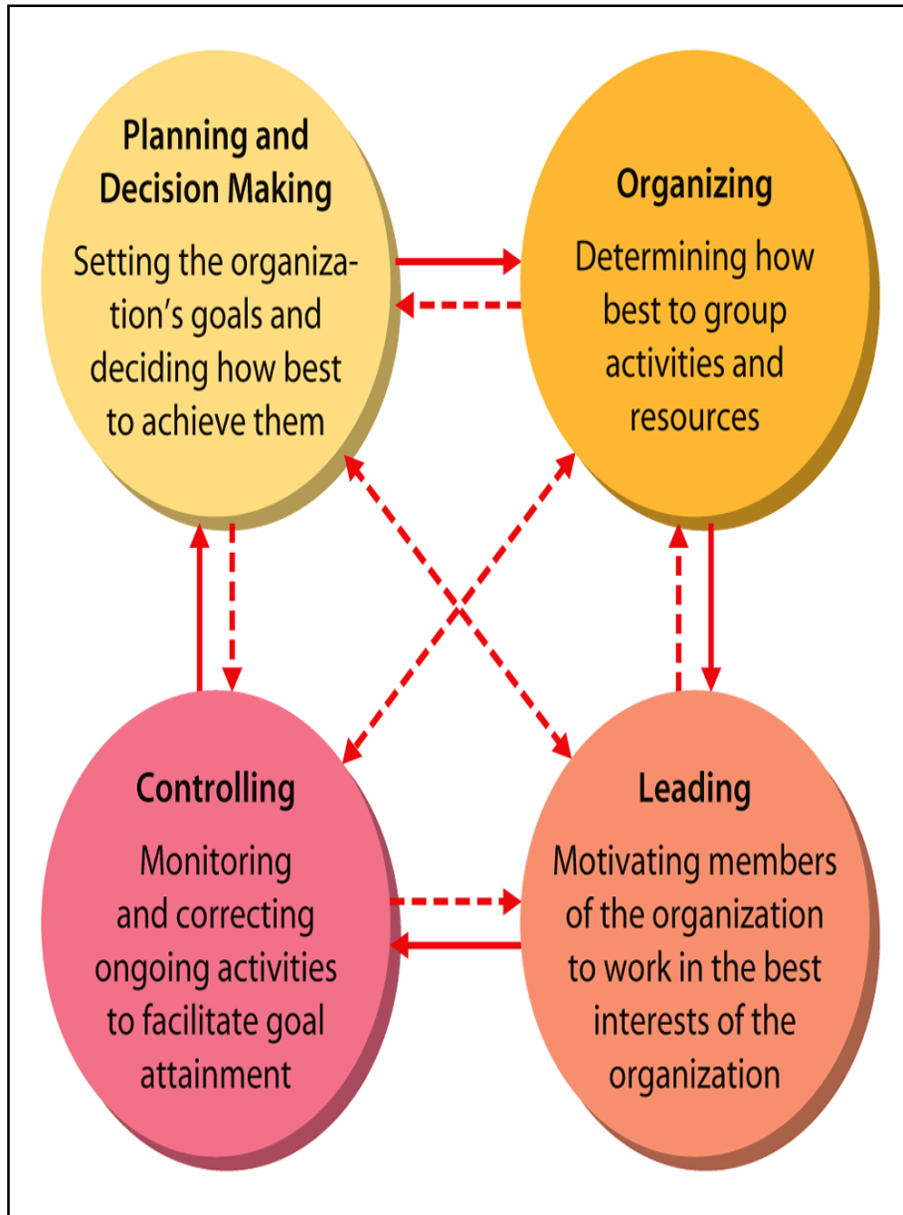 Planning and
Decision Making
Setting the organiza-
tion’s goals and
deciding how best
to achieve them
Organizing
Determining how
best to group
activities and
resources
Controlling
Monitoring
and correcting
ongoing activities
to facilitate goal
attainment
Leading
Motivating members
of the organization
to work in the best
interests of the
organization